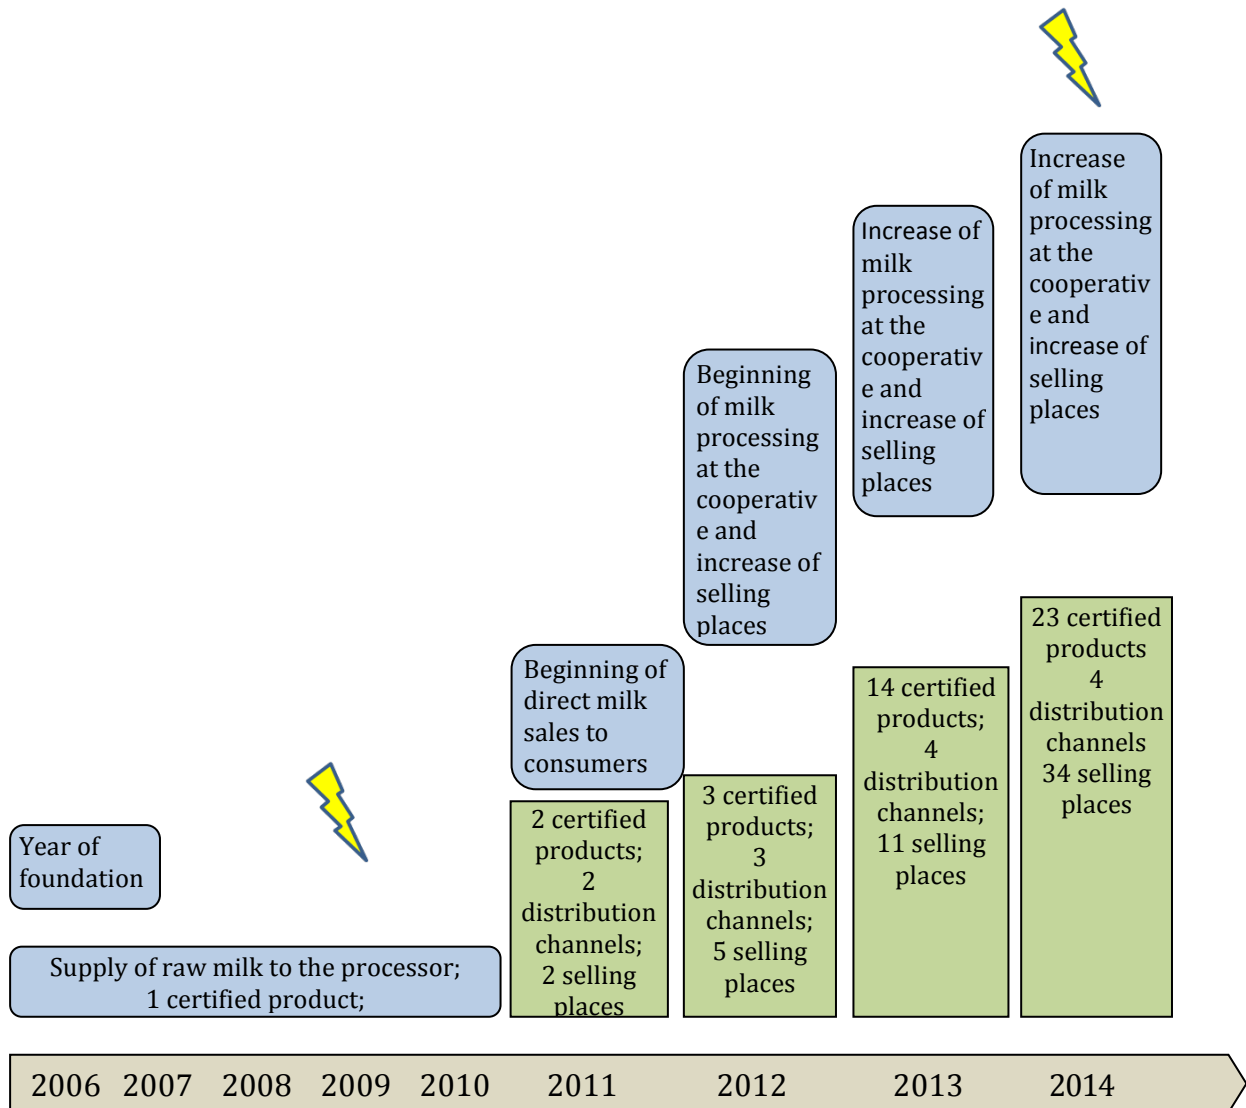 Year of
foundation
Supply of raw milk to the processor;
1 certified product;
Beginning of
direct milk
sales to
consumers
2 certified
products;
2
distribution
channels;
2 selling
places
Beginning
of milk
processing
at the
cooperativ
e and
increase of
selling
places
3 certified
products;
3
distribution
channels;
5 selling
places
Increase of
milk
processing
at the
cooperativ
e and
increase of
selling
places
14 certified
products;
4
distribution
channels;
11 selling
places
Increase
of milk
processing
at the
cooperativ
e and
increase of
selling
places
23 certified
products
4
distribution
channels
34 selling
places
2006 2007 2008 2009 2010 2011 2012 2013 2014